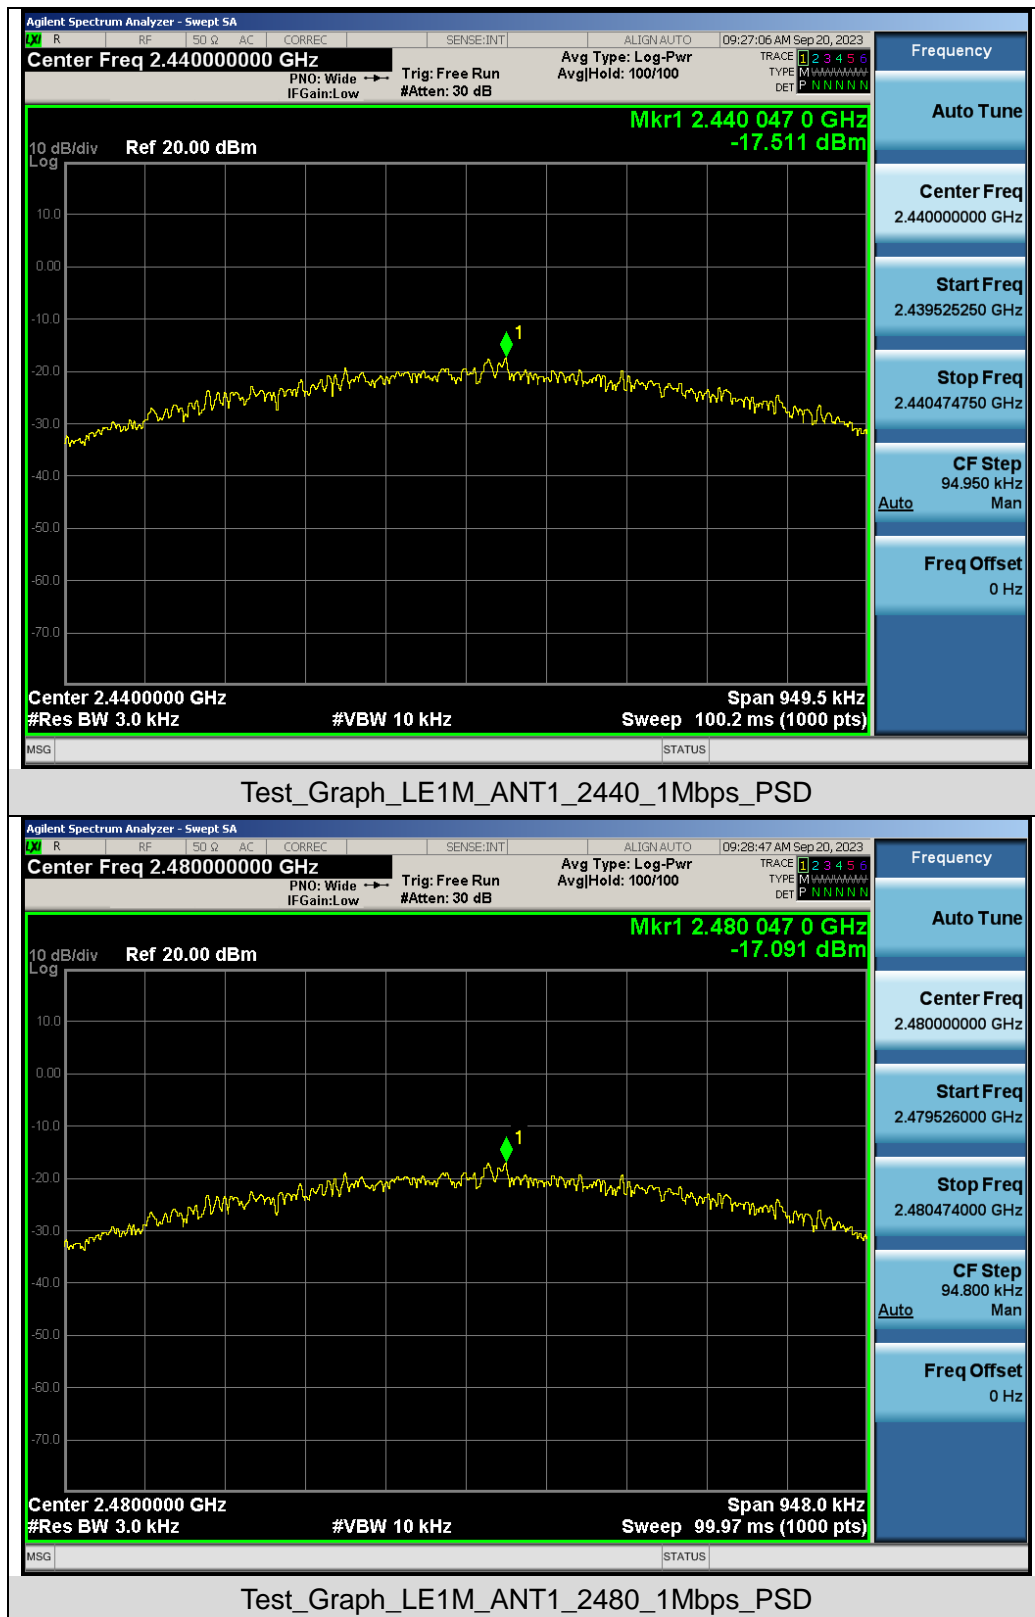 Agilent Spectrum Analyzer - Swept SA
LXI R RF 50 Ω AC CORREC SENSE:INT ALIGN AUTO 09:27:06 AM Sep 20, 2023
Center Freq 2.440000000 GHz
PNO: Wide
IFGain:Low
Trig: Free Run
#Atten: 30 dB
Avg Type: Log-Pwr
Avg|Hold: 100/100
TRACE 1 2 3 4 5 6
TYPE M WWWWW
DET P N N N N N
Mkr1 2.440 047 0 GHz
-17.511 dBm
10 dB/div Ref 20.00 dBm
Log
10.0
0.00
-10.0
-20.0
-30.0
-40.0
-50.0
-60.0
-70.0
1
Center 2.4400000 GHz Span 949.5 kHz
#Res BW 3.0 kHz #VBW 10 kHz Sweep 100.2 ms (1000 pts)
MSG STATUS
Frequency
Auto Tune
Center Freq
2.440000000 GHz
Start Freq
2.439525250 GHz
Stop Freq
2.440474750 GHz
CF Step
94.950 kHz
Auto Man
Freq Offset
0 Hz
Test_Graph_LE1M_ANT1_2440_1Mbps_PSD
Agilent Spectrum Analyzer - Swept SA
LXI R RF 50 Ω AC CORREC SENSE:INT ALIGN AUTO 09:28:47 AM Sep 20, 2023
Center Freq 2.480000000 GHz
PNO: Wide
IFGain:Low
Trig: Free Run
#Atten: 30 dB
Avg Type: Log-Pwr
Avg|Hold: 100/100
TRACE 1 2 3 4 5 6
TYPE M WWWWW
DET P N N N N N
Mkr1 2.480 047 0 GHz
-17.091 dBm
10 dB/div Ref 20.00 dBm
Log
10.0
0.00
-10.0
-20.0
-30.0
-40.0
-50.0
-60.0
-70.0
1
Center 2.4800000 GHz Span 948.0 kHz
#Res BW 3.0 kHz #VBW 10 kHz Sweep 99.97 ms (1000 pts)
MSG STATUS
Frequency
Auto Tune
Center Freq
2.480000000 GHz
Start Freq
2.479526000 GHz
Stop Freq
2.480474000 GHz
CF Step
94.800 kHz
Auto Man
Freq Offset
0 Hz
Test_Graph_LE1M_ANT1_2480_1Mbps_PSD